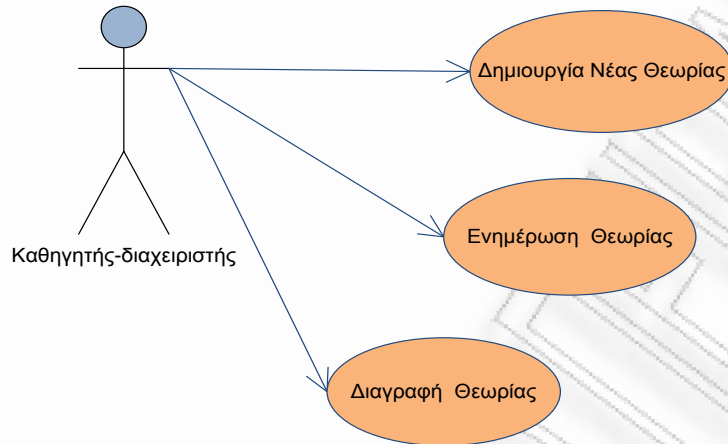 Δημιουργία Νέας Θεωρίας
Ενημέρωση Θεωρίας
Καθηγητής-διαχειριστής
Διαγραφή Θεωρίας